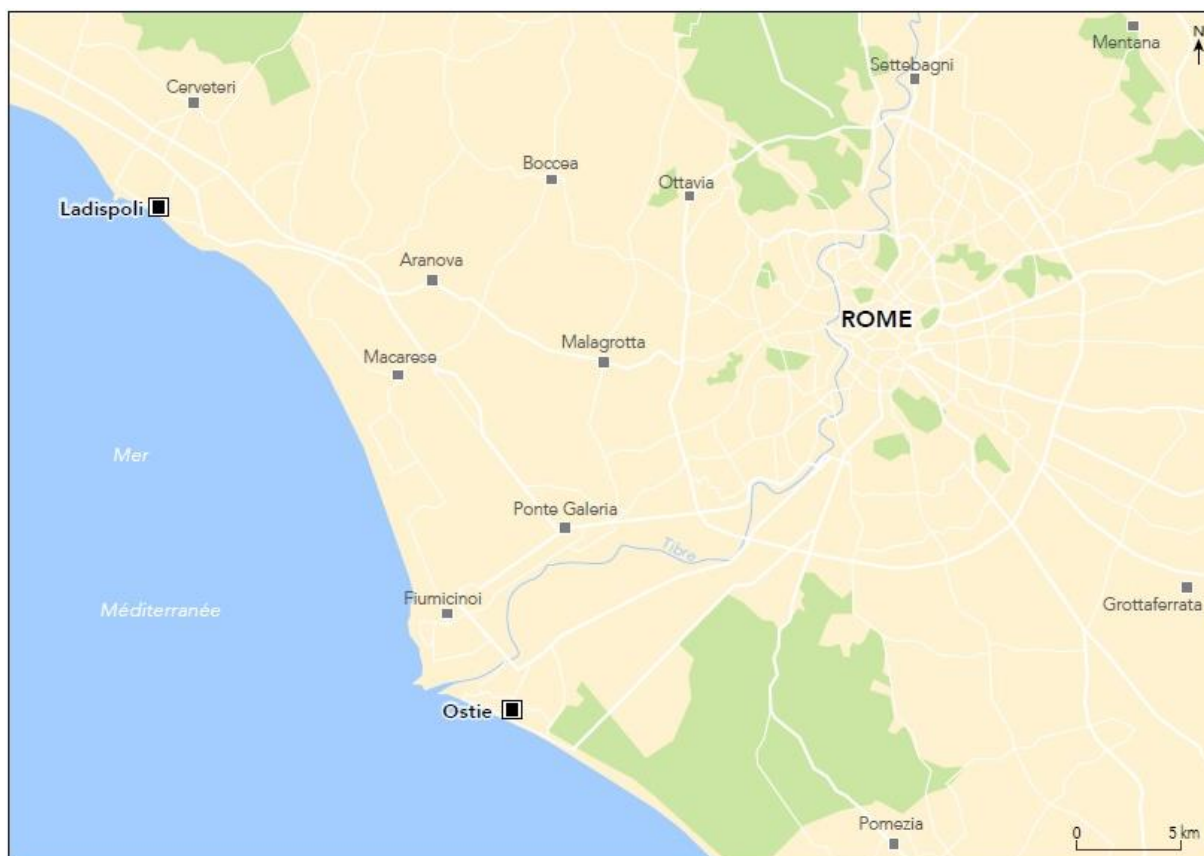 N
Mentana
Settebagni
Cerveteri
Boccea
Ottavia
Ladispoli
Aranova
ROME
Malagrotta
Macarese
Mer
Ponte Galeria
Tibre
Fiumicinoi
Méditerranée
Grottaferrata
Ostie
Pomezia
0 5 km